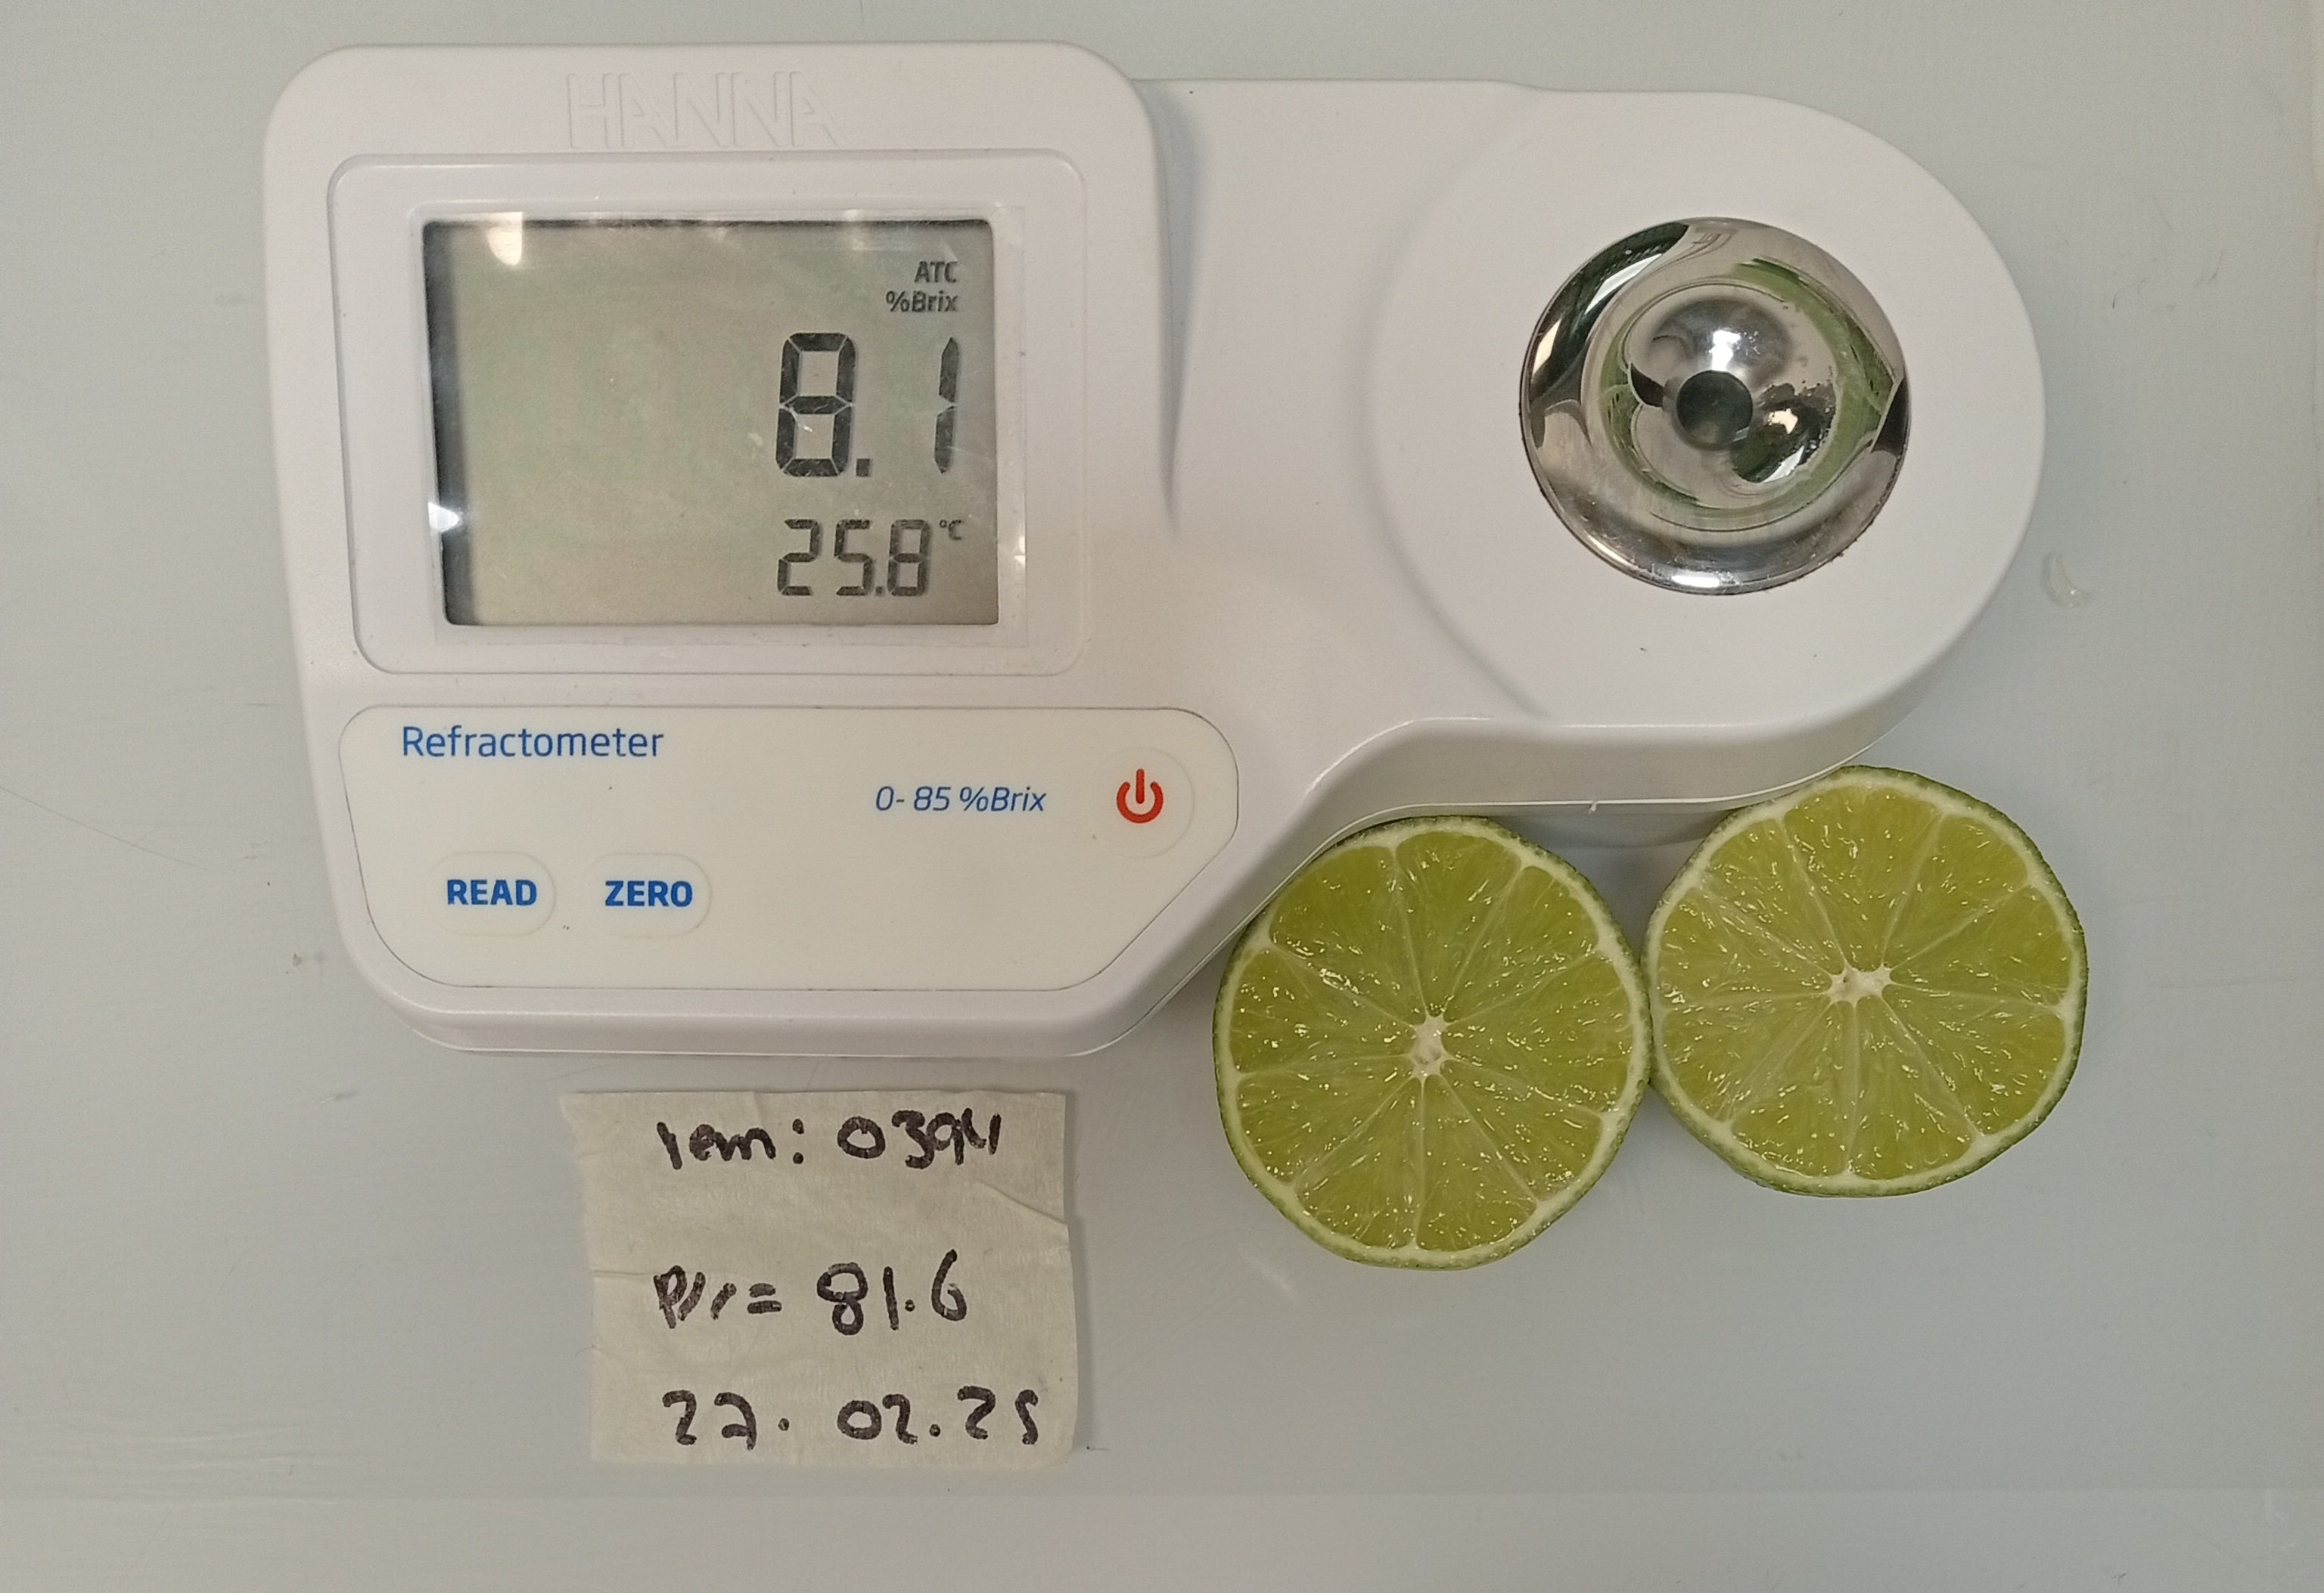 HANNA
ATC
%Brix
8.1
25.8°C
Refractometer
0- 85 %Brix
READ ZERO
lem: 0394
= 81.6
22.02.25